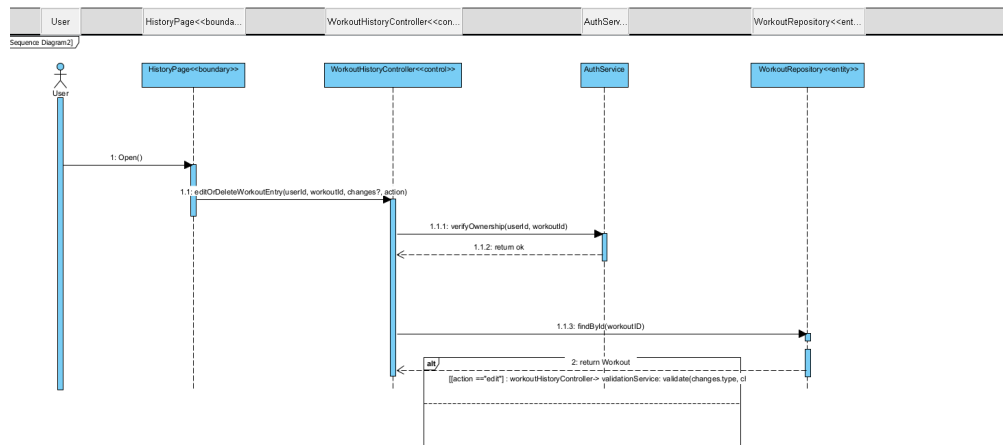 User
HistoryPage<<bounda...
WorkoutHistoryController<<con...
AuthServ...
WorkoutRepository<<ent...
Sequence Diagram2]
HistoryPage<<boundary>>
WorkoutHistoryController<<control>>
AuthService
WorkoutRepository<<entity>>
User
1: Open()
1.1: editOrDeleteWorkoutEntry(userId, workoutId, changes?, action)
1.1.1: verifyOwnership(userId, workoutId)
1.1.2: return ok
1.1.3: findById(workoutID)
alt
2: return Workout
[[action =="edit"] : workoutHistoryController-> validationService: validate(changes.type, cl